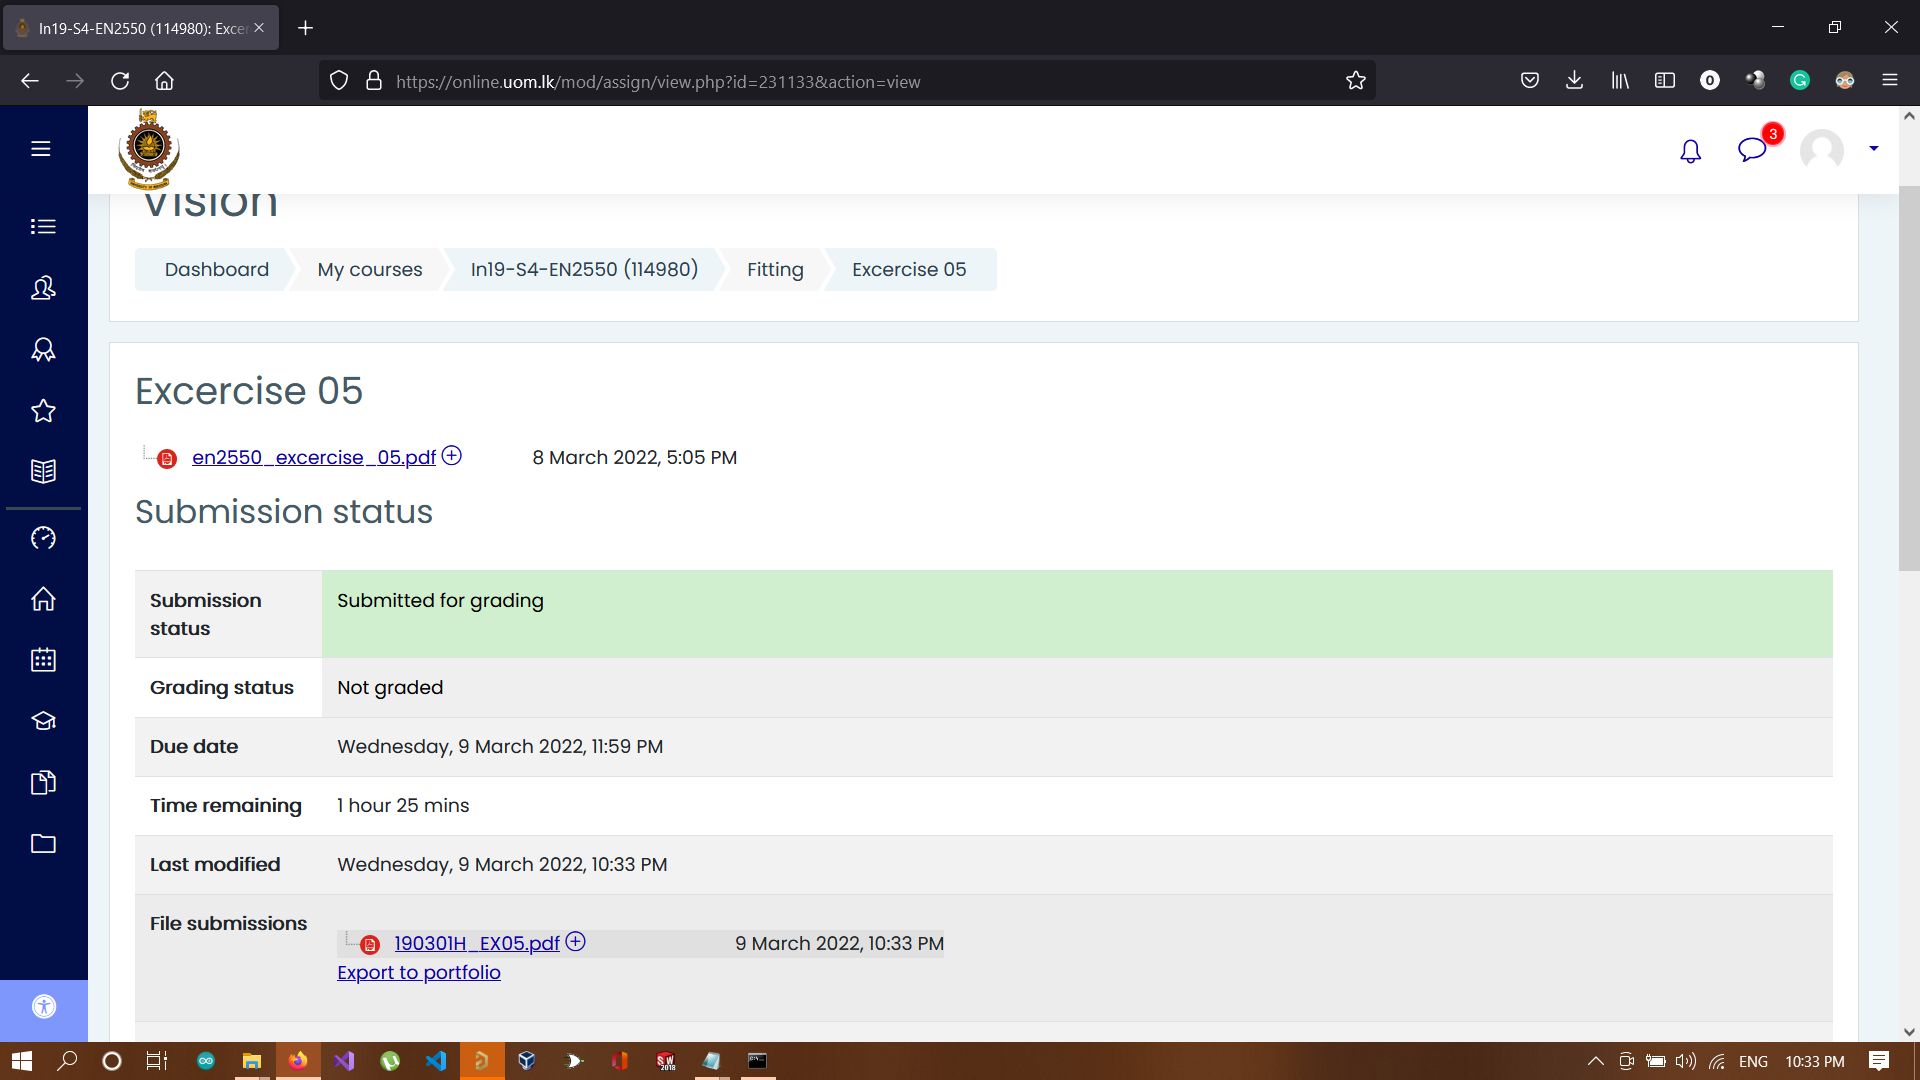 In19-S4-EN2550 (114980): Exce
https://online.uom.lk/mod/assign/view.php?id=231133&action=view
3
Vision
Dashboard
My courses
In19-S4-EN2550 (114980)
Fitting
Excercise 05
Excercise 05
en2550_excercise_05.pdf
8 March 2022, 5:05 PM
Submission status
Submission status
Submitted for grading
Grading status
Not graded
Due date
Wednesday, 9 March 2022, 11:59 PM
Time remaining
1 hour 25 mins
Last modified
Wednesday, 9 March 2022, 10:33 PM
File submissions
190301H_EX05.pdf
9 March 2022, 10:33 PM
Export to portfolio
ENG
10:33 PM